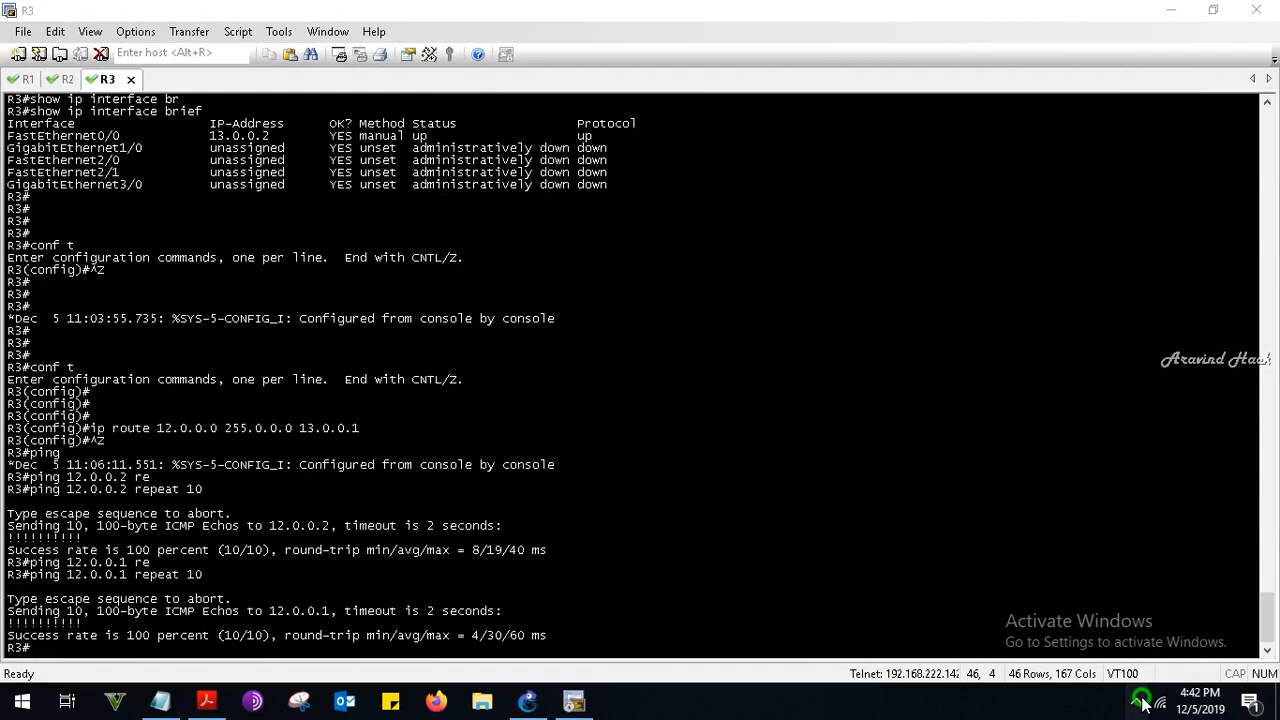 R3
File Edit View Options Transfer Script Tools Window Help
Enter host <Alt+R>
R1 R2 R3
R3#show ip interface br
R3#show ip interface brief
Interface IP-Address OK? Method Status Protocol
FastEthernet0/0 13.0.0.2 YES manual up up
GigabitEthernet1/0 unassigned YES unset administratively down down
FastEthernet2/0 unassigned YES unset administratively down down
FastEthernet2/1 unassigned YES unset administratively down down
GigabitEthernet3/0 unassigned YES unset administratively down down
R3#
R3#
R3#
R3#
R3#conf t
Enter configuration commands, one per line. End with CNTL/Z.
R3(config)#^Z
R3#
R3#
R3#
*Dec 5 11:03:55.735: %SYS-5-CONFIG_I: Configured from console by console
R3#
R3#
R3#
R3#conf t
Enter configuration commands, one per line. End with CNTL/Z.
R3(config)#
R3(config)#
R3(config)#
R3(config)#ip route 12.0.0.0 255.0.0.0 13.0.0.1
R3(config)#^Z
R3#ping
*Dec 5 11:06:11.551: %SYS-5-CONFIG_I: Configured from console by console
R3#ping 12.0.0.2 re
R3#ping 12.0.0.2 repeat 10
Type escape sequence to abort.
Sending 10, 100-byte ICMP Echos to 12.0.0.2, timeout is 2 seconds:
!!!!!!!!!!
Success rate is 100 percent (10/10), round-trip min/avg/max = 8/19/40 ms
R3#ping 12.0.0.1 re
R3#ping 12.0.0.1 repeat 10
Type escape sequence to abort.
Sending 10, 100-byte ICMP Echos to 12.0.0.1, timeout is 2 seconds:
!!!!!!!!!!
Success rate is 100 percent (10/10), round-trip min/avg/max = 4/30/60 ms
R3#
Aravind
Activate Windows
Go to Settings to activate Windows.
Ready Telnet: 192.168.222.142 46, 4 46 Rows, 167 Cols VT100 CAP NUM
4:42 PM
12/5/2019
1